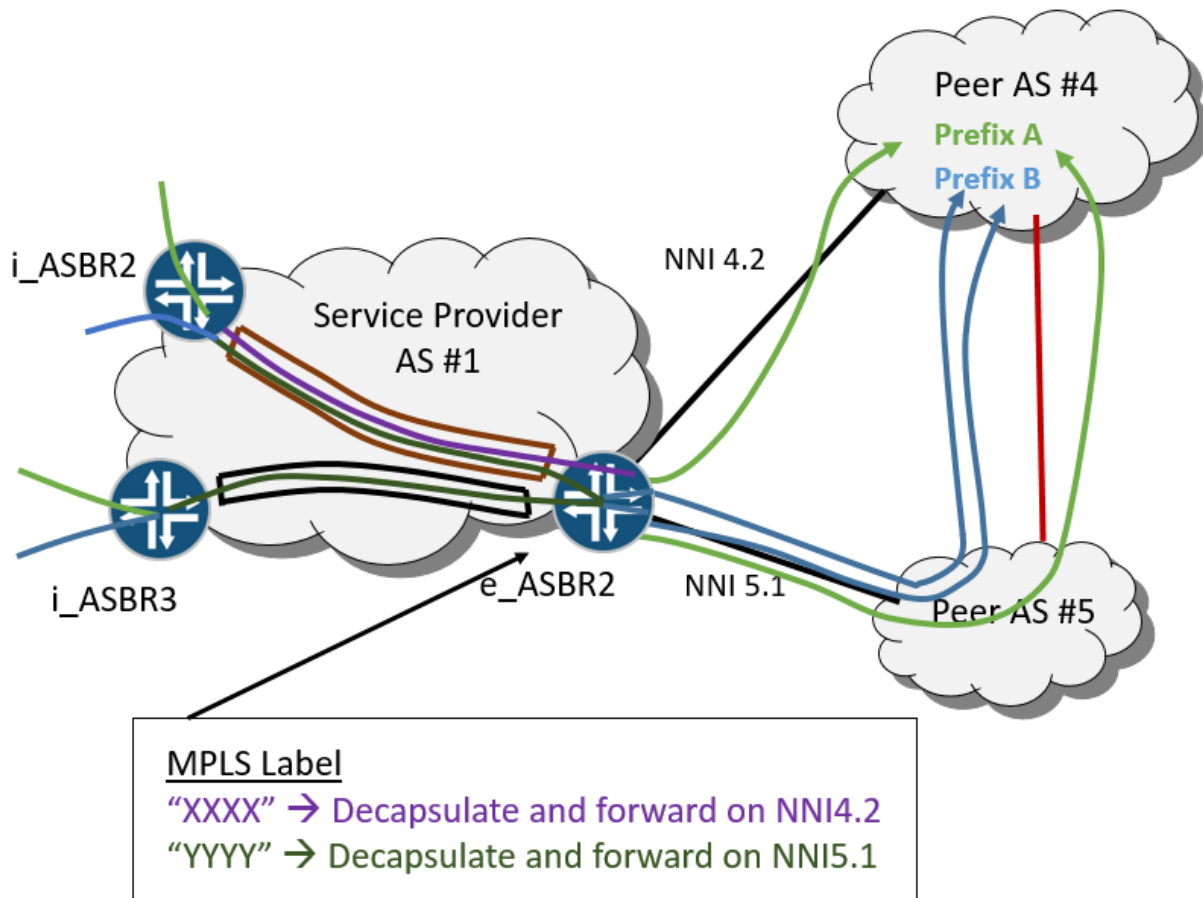 Peer AS #4
Prefix A
Prefix B
NNI 4.2
i_ASBR2
Service Provider
AS #1
i_ASBR3
e_ASBR2
NNI 5.1
Peer AS #5
MPLS Label
“XXXX” → Decapsulate and forward on NNI4.2
“YYYY” → Decapsulate and forward on NNI5.1